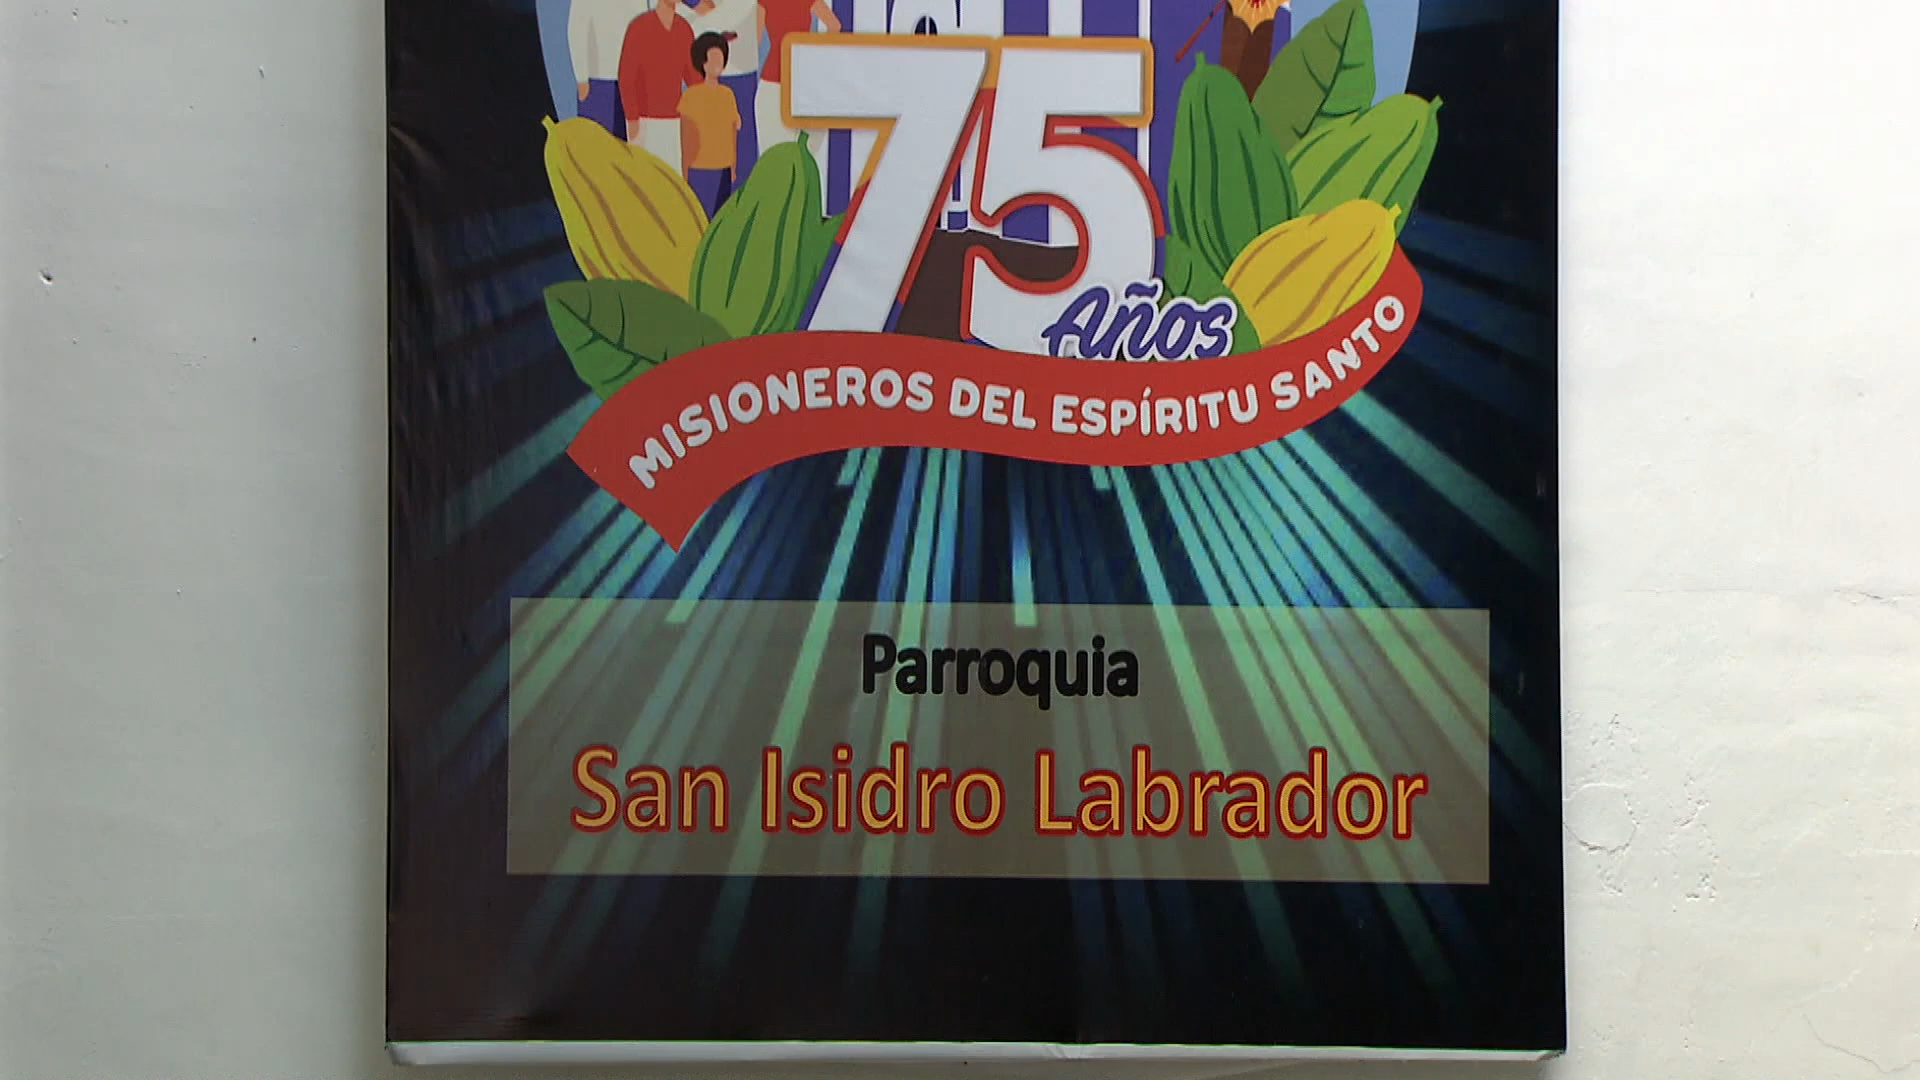 75
Años
MISIONEROS DEL ESPÍRITU SANTO
Parroquia
San Isidro Labrador